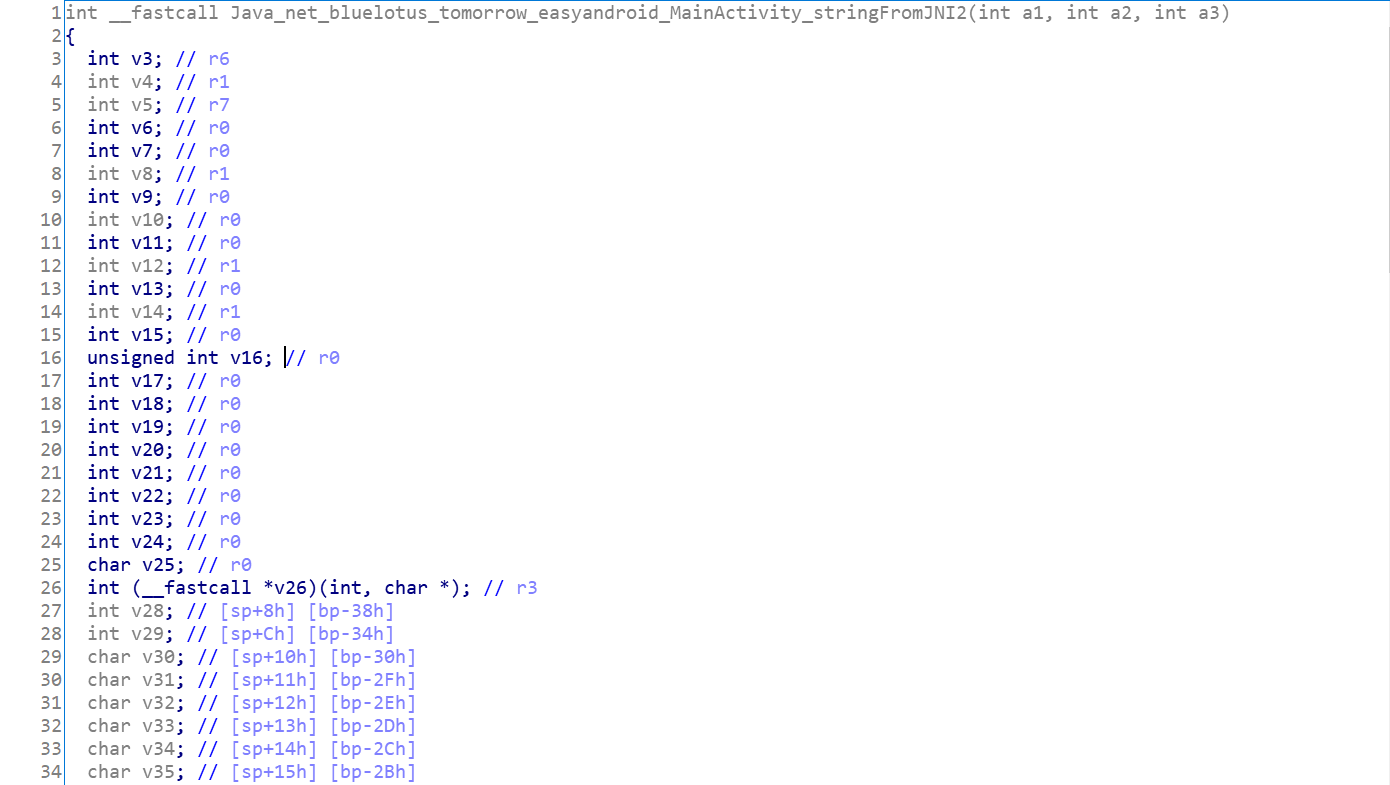 1 int __fastcall Java_net_bluelotus_tomorrow_easyandroid_MainActivity_stringFromJNI2(int a1, int a2, int a3)
2 {
3   int v3; // r6
4   int v4; // r1
5   int v5; // r7
6   int v6; // r0
7   int v7; // r0
8   int v8; // r1
9   int v9; // r0
10   int v10; // r0
11   int v11; // r0
12   int v12; // r1
13   int v13; // r0
14   int v14; // r1
15   int v15; // r0
16   unsigned int v16; // r0
17   int v17; // r0
18   int v18; // r0
19   int v19; // r0
20   int v20; // r0
21   int v21; // r0
22   int v22; // r0
23   int v23; // r0
24   int v24; // r0
25   char v25; // r0
26   int (__fastcall *v26)(int, char *); // r3
27   int v28; // [sp+8h] [bp-38h]
28   int v29; // [sp+Ch] [bp-34h]
29   char v30; // [sp+10h] [bp-30h]
30   char v31; // [sp+11h] [bp-2Fh]
31   char v32; // [sp+12h] [bp-2Eh]
32   char v33; // [sp+13h] [bp-2Dh]
33   char v34; // [sp+14h] [bp-2Ch]
34   char v35; // [sp+15h] [bp-2Bh]